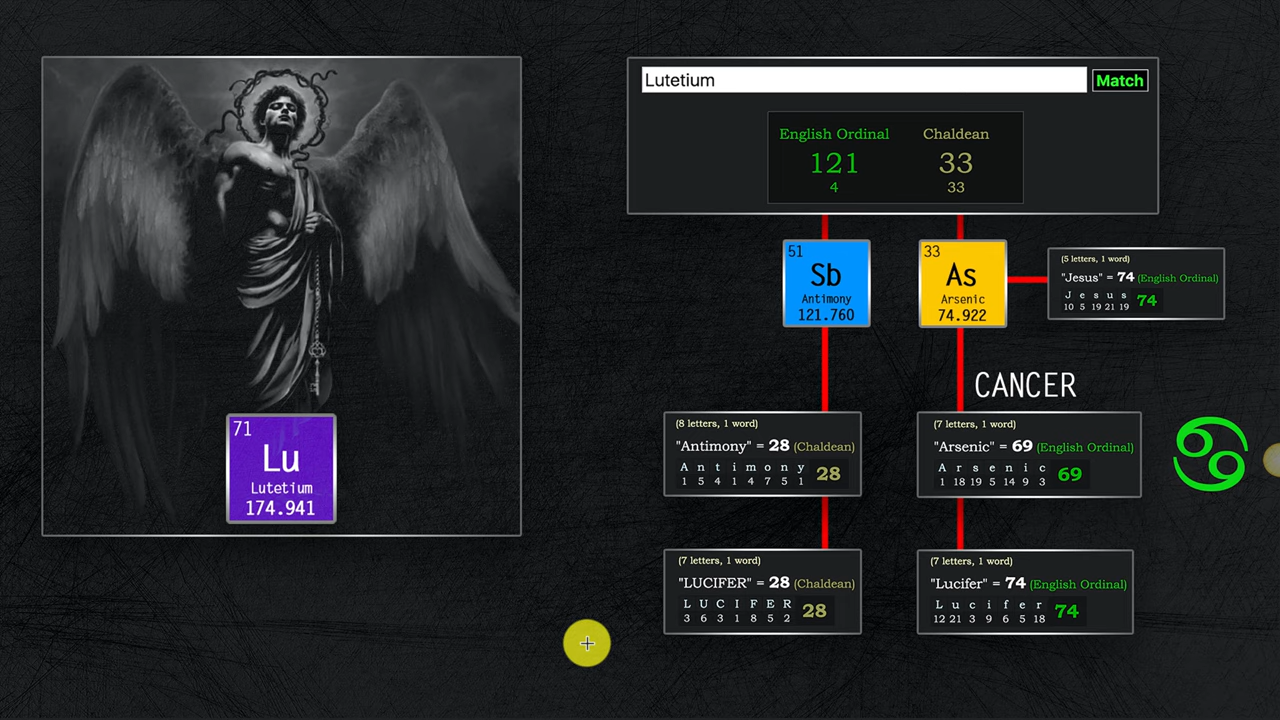 71
Lu
Lutetium
174.941
Lutetium
Match
English Ordinal
Chaldean
121
33
4
33
51
Sb
Antimony
121.760
33
As
Arsenic
74.922
(5 letters, 1 word)
"Jesus" = 74 (English Ordinal)
J e s u s 74
10 5 19 21 19
CANCER
(8 letters, 1 word)
"Antimony" = 28 (Chaldean)
A n t i m o n y 28
1 5 4 1 4 7 5 1
(7 letters, 1 word)
"Arsenic" = 69 (English Ordinal)
A r s e n i c 69
1 18 19 5 14 9 3
(7 letters, 1 word)
"LUCIFER" = 28 (Chaldean)
L U C I F E R 28
3 6 3 1 8 5 2
(7 letters, 1 word)
"Lucifer" = 74 (English Ordinal)
L u c i f e r 74
12 21 3 9 6 5 18